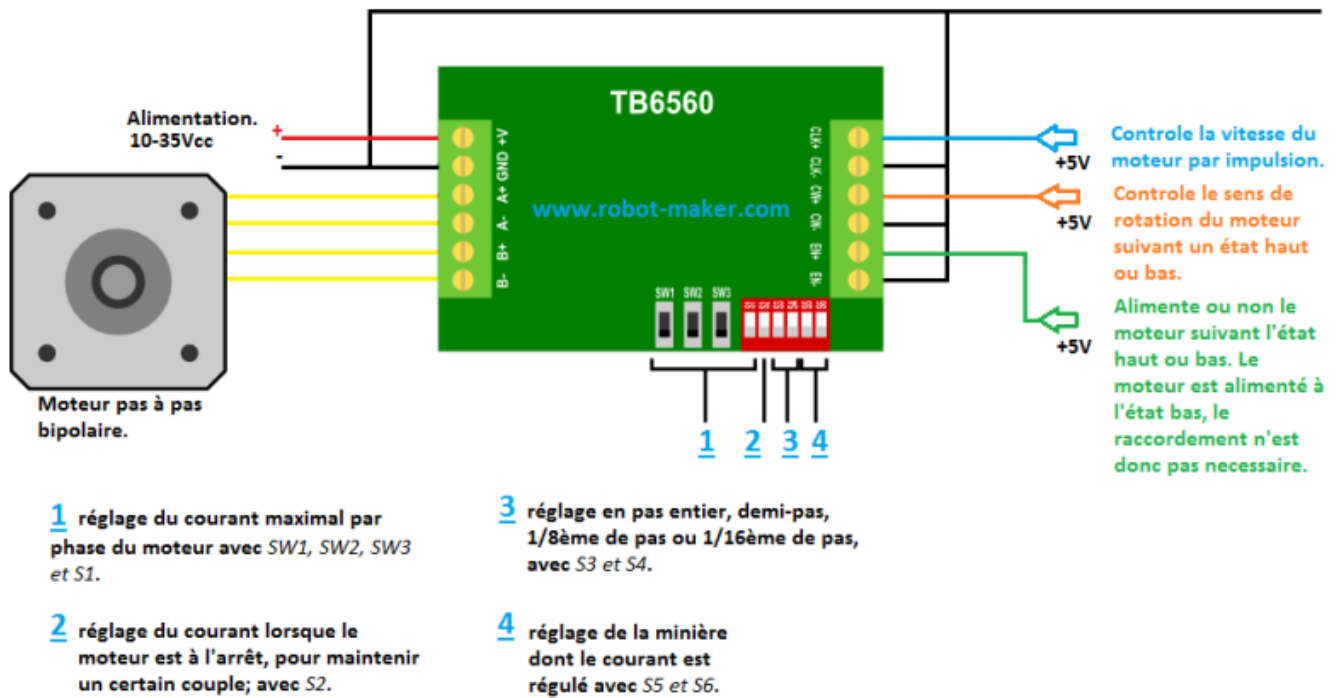 TB6560
www.robot-maker.com
Alimentation.
10-35Vcc
+
-
+V
GND
A+
A-
B+
B-
CLK+
CLK-
CW+
CW-
EN+
EN-
SW1 SW2 SW3
S1 S2 S3
+5V
Controle la vitesse du
moteur par impulsion.
+5V
Controle le sens de
rotation du moteur
suivant un état haut
ou bas.
+5V
Alimente ou non le
moteur suivant l'état
haut ou bas. Le
moteur est alimenté à
l'état bas, le
raccordement n'est
donc pas necessaire.
Moteur pas à pas
bipolaire.
1 2 3 4
1 réglage du courant maximal par
phase du moteur avec SW1, SW2, SW3
et S1.
2 réglage du courant lorsque le
moteur est à l'arrêt, pour maintenir
un certain couple; avec S2.
3 réglage en pas entier, demi-pas,
1/8ème de pas ou 1/16ème de pas,
avec S3 et S4.
4 réglage de la minière
dont le courant est
régulé avec S5 et S6.